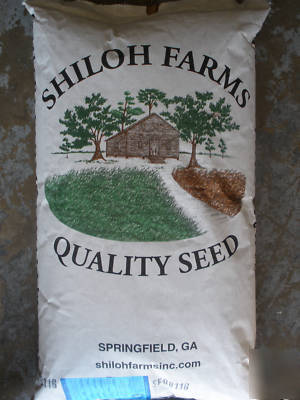 SHILOH FARMS
QUALITY SEED
SPRINGFIELD, GA
shilohfarmsinc.com